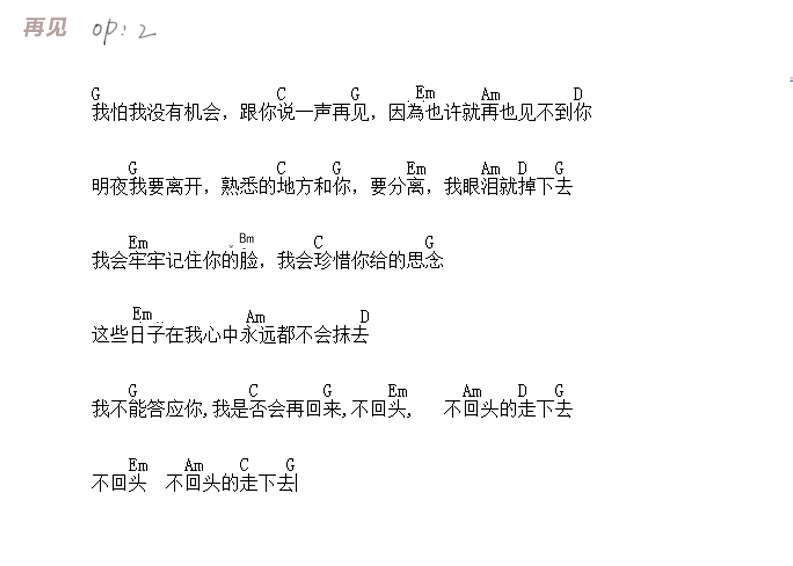 再见 op: 2
G C G Em Am D
我怕我没有机会，跟你说一声再见，因為也许就再也见不到你
G C G Em Am D G
明夜我要离开，熟悉的地方和你，要分离，我眼泪就掉下去
Em Bm C G
我会牢牢记住你的脸，我会珍惜你给的思念
Em Am D
这些日子在我心中永远都不会抹去
G C G Em Am D G
我不能答应你,我是否会再回来,不回头, 不回头的走下去
Em Am C G
不回头 不回头的走下去